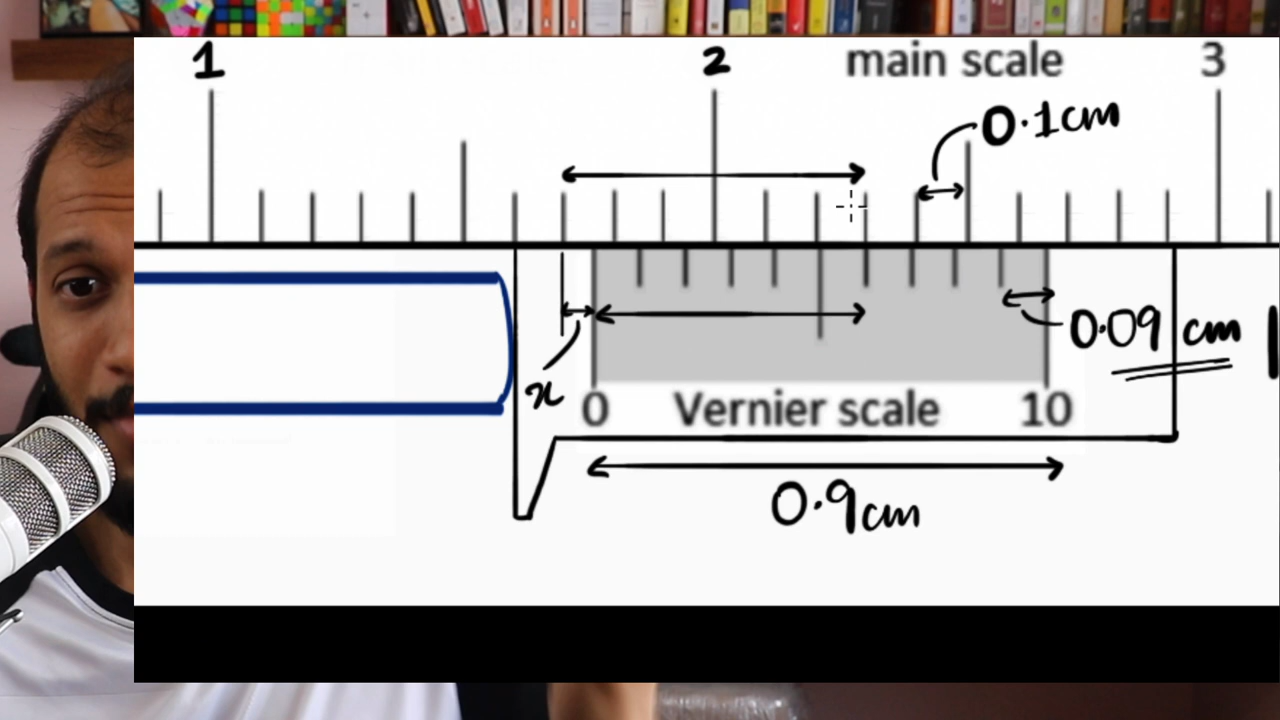 1
2
main scale
3
0.1cm
x
0.09 cm
0
Vernier scale
10
0.9cm